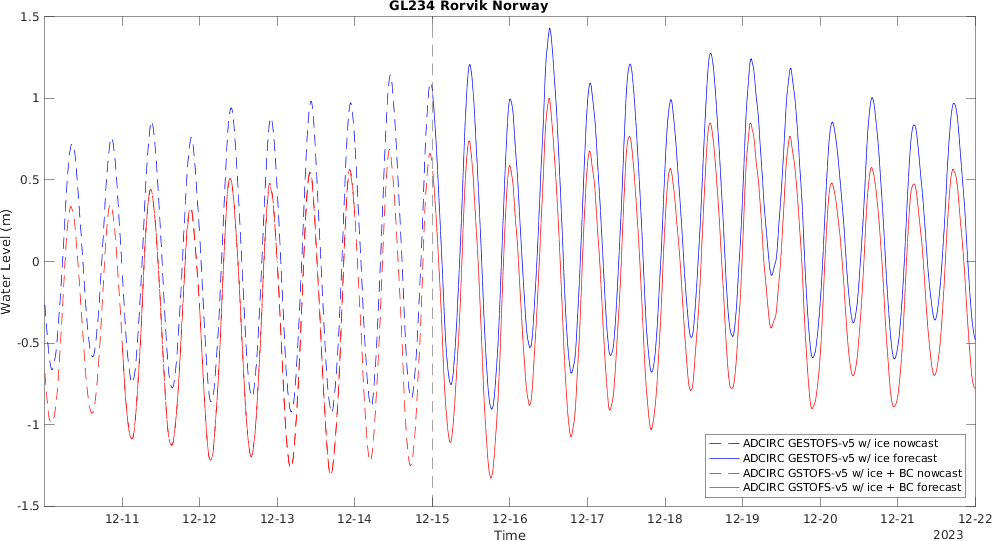 GL234 Rorvik Norway
1.5
1
0.5
0
-0.5
-1
-1.5
Water Level (m)
12-11 12-12 12-13 12-14 12-15 12-16 12-17 12-18 12-19 12-20 12-21 12-22
Time
2023
ADCIRC GESTOFS-v5 w/ ice nowcast
ADCIRC GESTOFS-v5 w/ ice forecast
ADCIRC GSTOFS-v5 w/ ice + BC nowcast
ADCIRC GSTOFS-v5 w/ ice + BC forecast